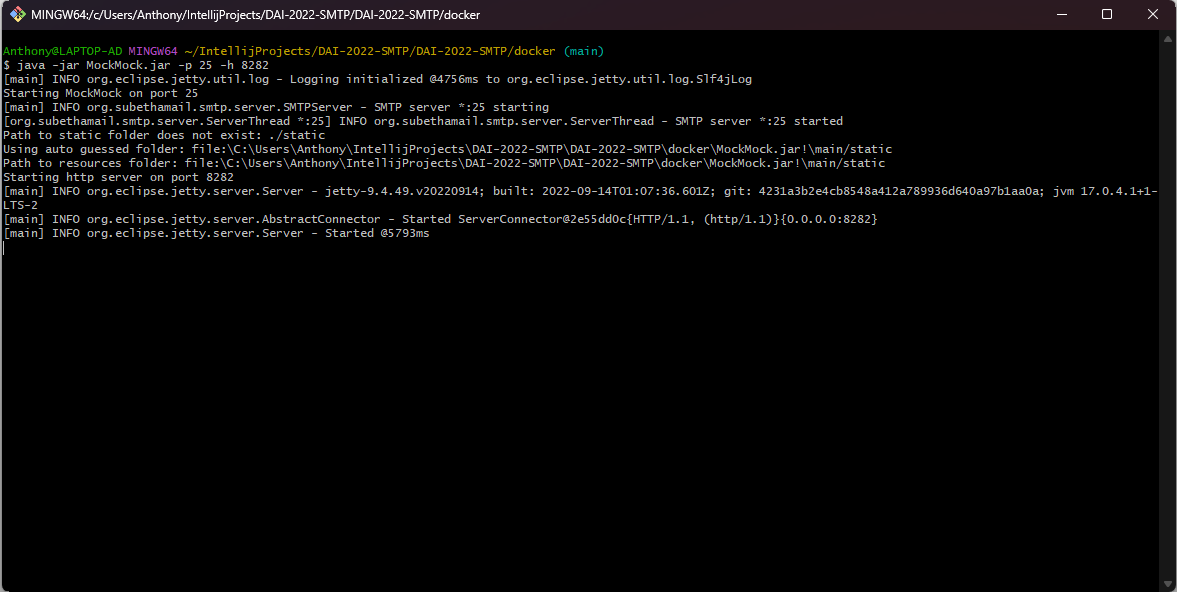 MINGW64:/c/Users/Anthony/IntellijProjects/DAI-2022-SMTP/DAI-2022-SMTP/docker
Anthony@LAPTOP-AD MINGW64 ~/IntellijProjects/DAI-2022-SMTP/DAI-2022-SMTP/docker (main)
$ java -jar MockMock.jar -p 25 -h 8282
[main] INFO org.eclipse.jetty.util.log - Logging initialized @4756ms to org.eclipse.jetty.util.log.Slf4jLog
Starting MockMock on port 25
[main] INFO org.subethamail.smtp.server.SMTPServer - SMTP server *:25 starting
[org.subethamail.smtp.server.ServerThread *:25] INFO org.subethamail.smtp.server.ServerThread - SMTP server *:25 started
Path to static folder does not exist: ./static
Using auto guessed folder: file:\C:\Users\Anthony\IntellijProjects\DAI-2022-SMTP\DAI-2022-SMTP\docker\MockMock.jar!\main/static
Path to resources folder: file:\C:\Users\Anthony\IntellijProjects\DAI-2022-SMTP\DAI-2022-SMTP\docker\MockMock.jar!\main/static
Starting http server on port 8282
[main] INFO org.eclipse.jetty.server.Server - jetty-9.4.49.v20220914; built: 2022-09-14T01:07:36.601Z; git: 4231a3b2e4cb8548a412a789936d640a97b1aa0a; jvm 17.0.4.1+1-
LTS-2
[main] INFO org.eclipse.jetty.server.AbstractConnector - Started ServerConnector@2e55dd0c{HTTP/1.1, (http/1.1)}{0.0.0.0:8282}
[main] INFO org.eclipse.jetty.server.Server - Started @5793ms